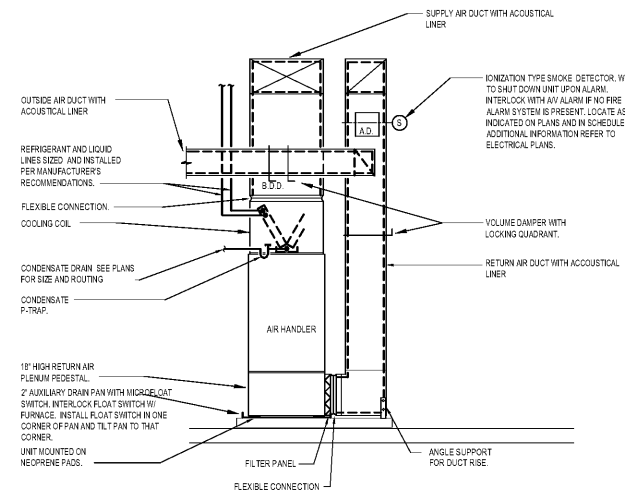 SUPPLY AIR DUCT WITH ACOUSTICAL
LINER
IONIZATION TYPE SMOKE DETECTOR, W
TO SHUT DOWN UNIT UPON ALARM.
INTERLOCK WITH A/V ALARM IF NO FIRE
ALARM SYSTEM IS PRESENT. LOCATE AS
INDICATED ON PLANS AND IN SCHEDULE
ADDITIONAL INFORMATION REFER TO
ELECTRICAL PLANS.
OUTSIDE AIR DUCT WITH
ACOUSTICAL LINER
A.D.
S
REFRIGERANT AND LIQUID
LINES SIZED AND INSTALLED
PER MANUFACTURER'S
RECOMMENDATIONS.
B.D.D.
FLEXIBLE CONNECTION.
COOLING COIL
VOLUME DAMPER WITH
LOCKING QUADRANT.
CONDENSATE DRAIN SEE PLANS
FOR SIZE AND ROUTING
RETURN AIR DUCT WITH ACCOUSTICAL
LINER
CONDENSATE
P-TRAP.
AIR HANDLER
18" HIGH RETURN AIR
PLENUM PEDESTAL.
2" AUXILIARY DRAIN PAN WITH MICROFLOAT
SWITCH. INTERLOCK FLOAT SWITCH W/
FURNACE. INSTALL FLOAT SWITCH IN ONE
CORNER OF PAN AND TILT PAN TO THAT
CORNER.
UNIT MOUNTED ON
NEOPRENE PADS.
FILTER PANEL
ANGLE SUPPORT
FOR DUCT RISE.
FLEXIBLE CONNECTION